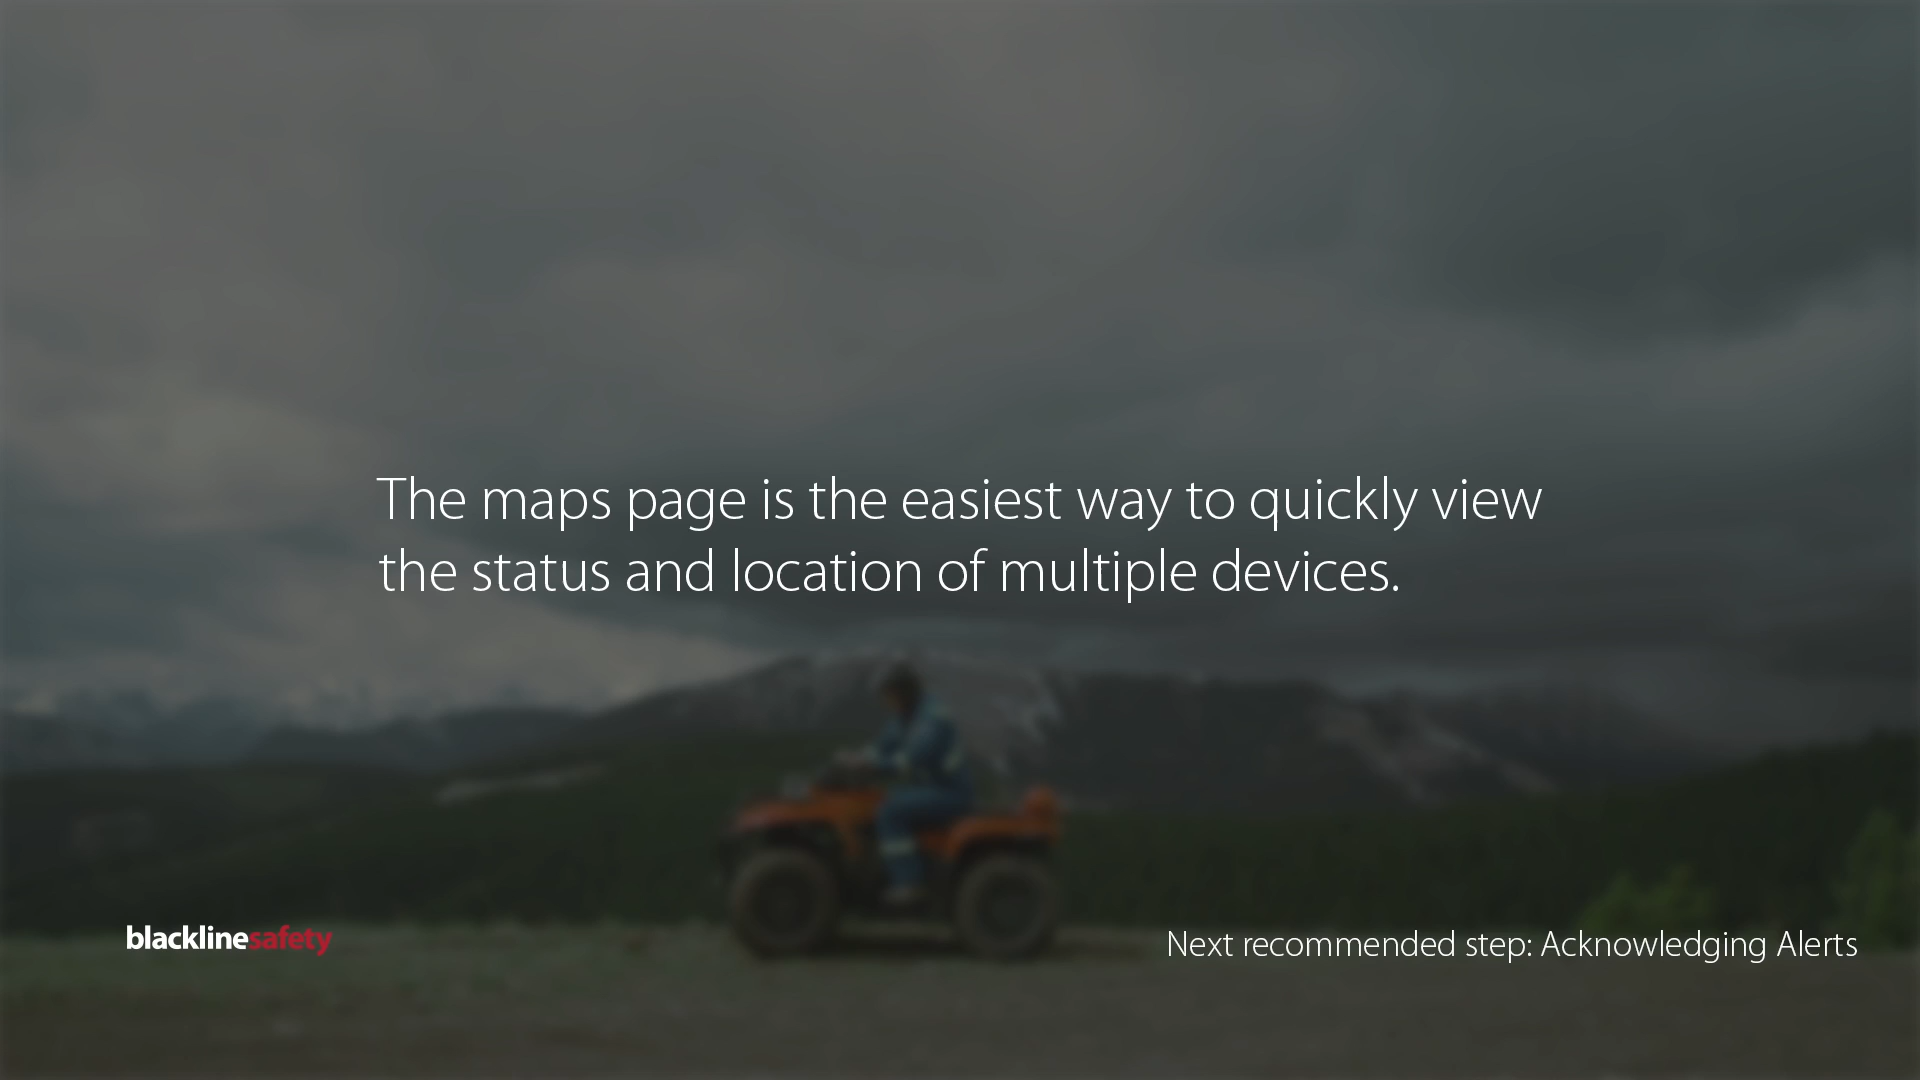 The maps page is the easiest way to quickly view
the status and location of multiple devices.
blacklinesafety
Next recommended step: Acknowledging Alerts